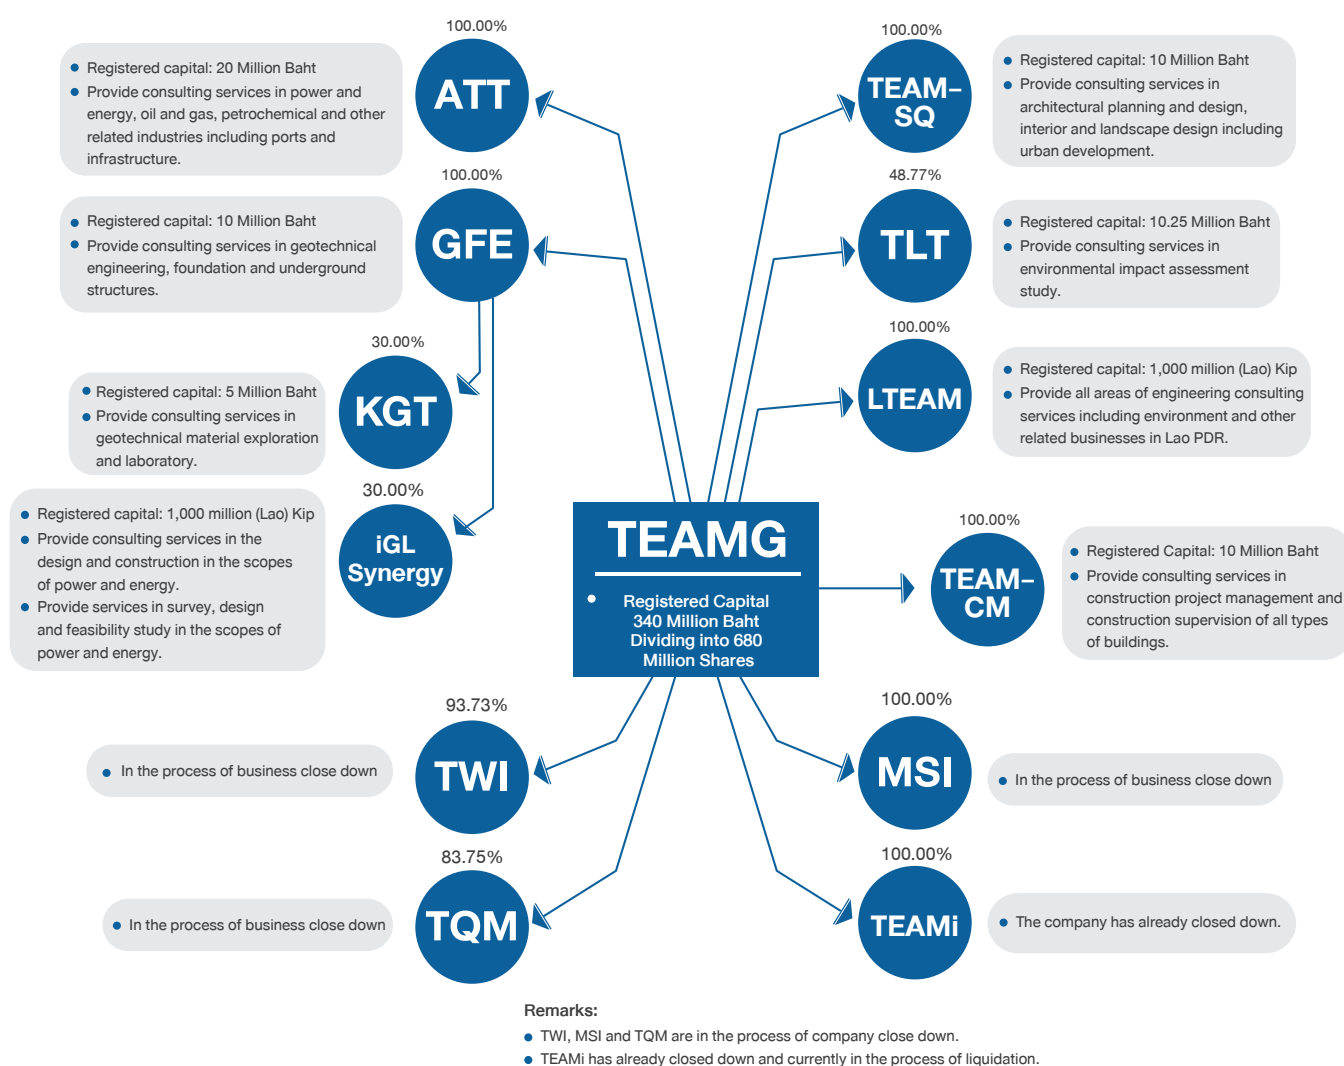 100.00%
ATT
Registered capital: 20 Million Baht
Provide consulting services in power and
energy, oil and gas, petrochemical and other
related industries including ports and
infrastructure.
100.00%
GFE
Registered capital: 10 Million Baht
Provide consulting services in geotechnical
engineering, foundation and underground
structures.
30.00%
KGT
Registered capital: 5 Million Baht
Provide consulting services in
geotechnical material exploration
and laboratory.
30.00%
iGL
Synergy
Registered capital: 1,000 million (Lao) Kip
Provide consulting services in the
design and construction in the scopes
of power and energy.
Provide services in survey, design
and feasibility study in the scopes of
power and energy.
100.00%
TEAM–
SQ
Registered capital: 10 Million Baht
Provide consulting services in
architectural planning and design,
interior and landscape design including
urban development.
48.77%
TLT
Registered capital: 10.25 Million Baht
Provide consulting services in
environmental impact assessment
study.
100.00%
LTEAM
Registered capital: 1,000 million (Lao) Kip
Provide all areas of engineering consulting
services including environment and other
related businesses in Lao PDR.
TEAMG
Registered Capital
340 Million Baht
Dividing into 680
Million Shares
100.00%
TEAM–
CM
Registered Capital: 10 Million Baht
Provide consulting services in
construction project management and
construction supervision of all types
of buildings.
93.73%
TWI
In the process of business close down
83.75%
TQM
In the process of business close down
100.00%
MSI
In the process of business close down
100.00%
TEAMi
The company has already closed down.
Remarks:
TWI, MSI and TQM are in the process of company close down.
TEAMi has already closed down and currently in the process of liquidation.